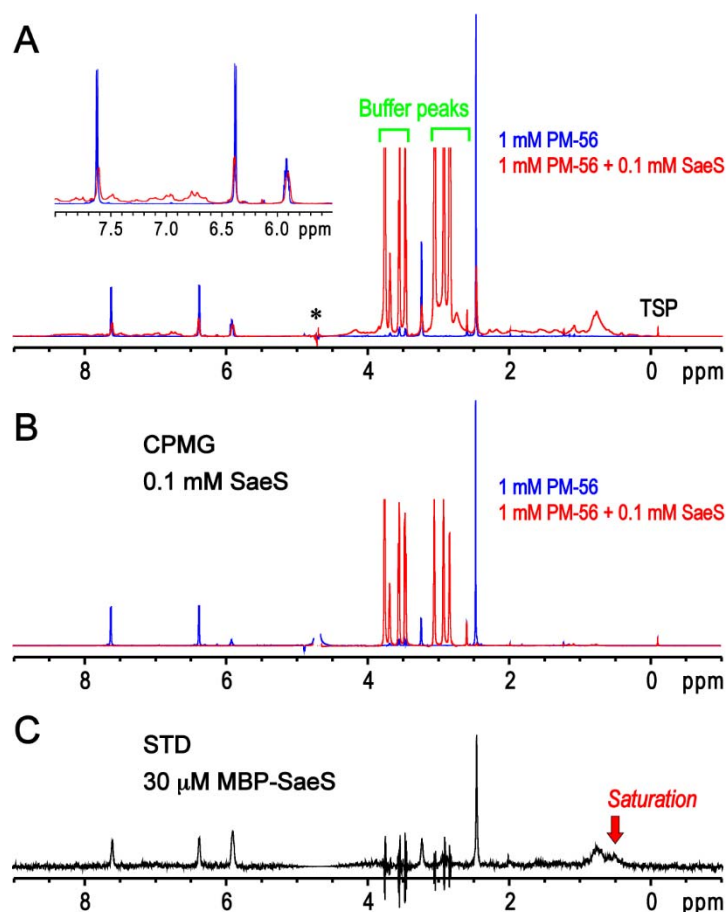 A
Buffer peaks
1 mM PM-56
1 mM PM-56 + 0.1 mM SaeS
7.5 7.0 6.5 6.0 ppm
*
TSP
8 6 4 2 0 ppm
B
CPMG
0.1 mM SaeS
1 mM PM-56
1 mM PM-56 + 0.1 mM SaeS
8 6 4 2 0 ppm
C
STD
30 μM MBP-SaeS
Saturation
8 6 4 2 0 ppm